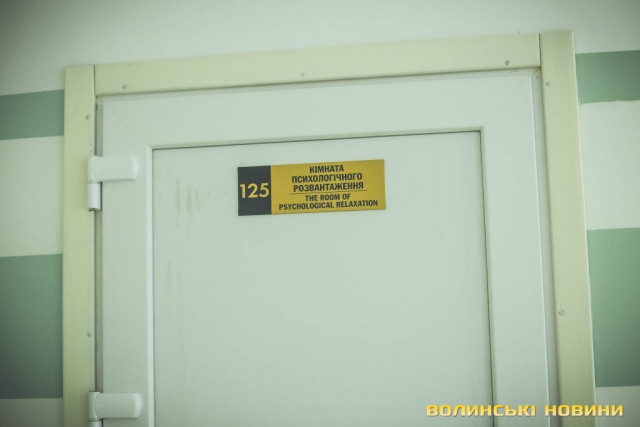 125
КІМНАТА
ПСИХОЛОГІЧНОГО
РОЗВАНТАЖЕННЯ
THE ROOM OF
PSYCHOLOGICAL RELAXATION
ВОЛИНСЬКІ НОВИНИ